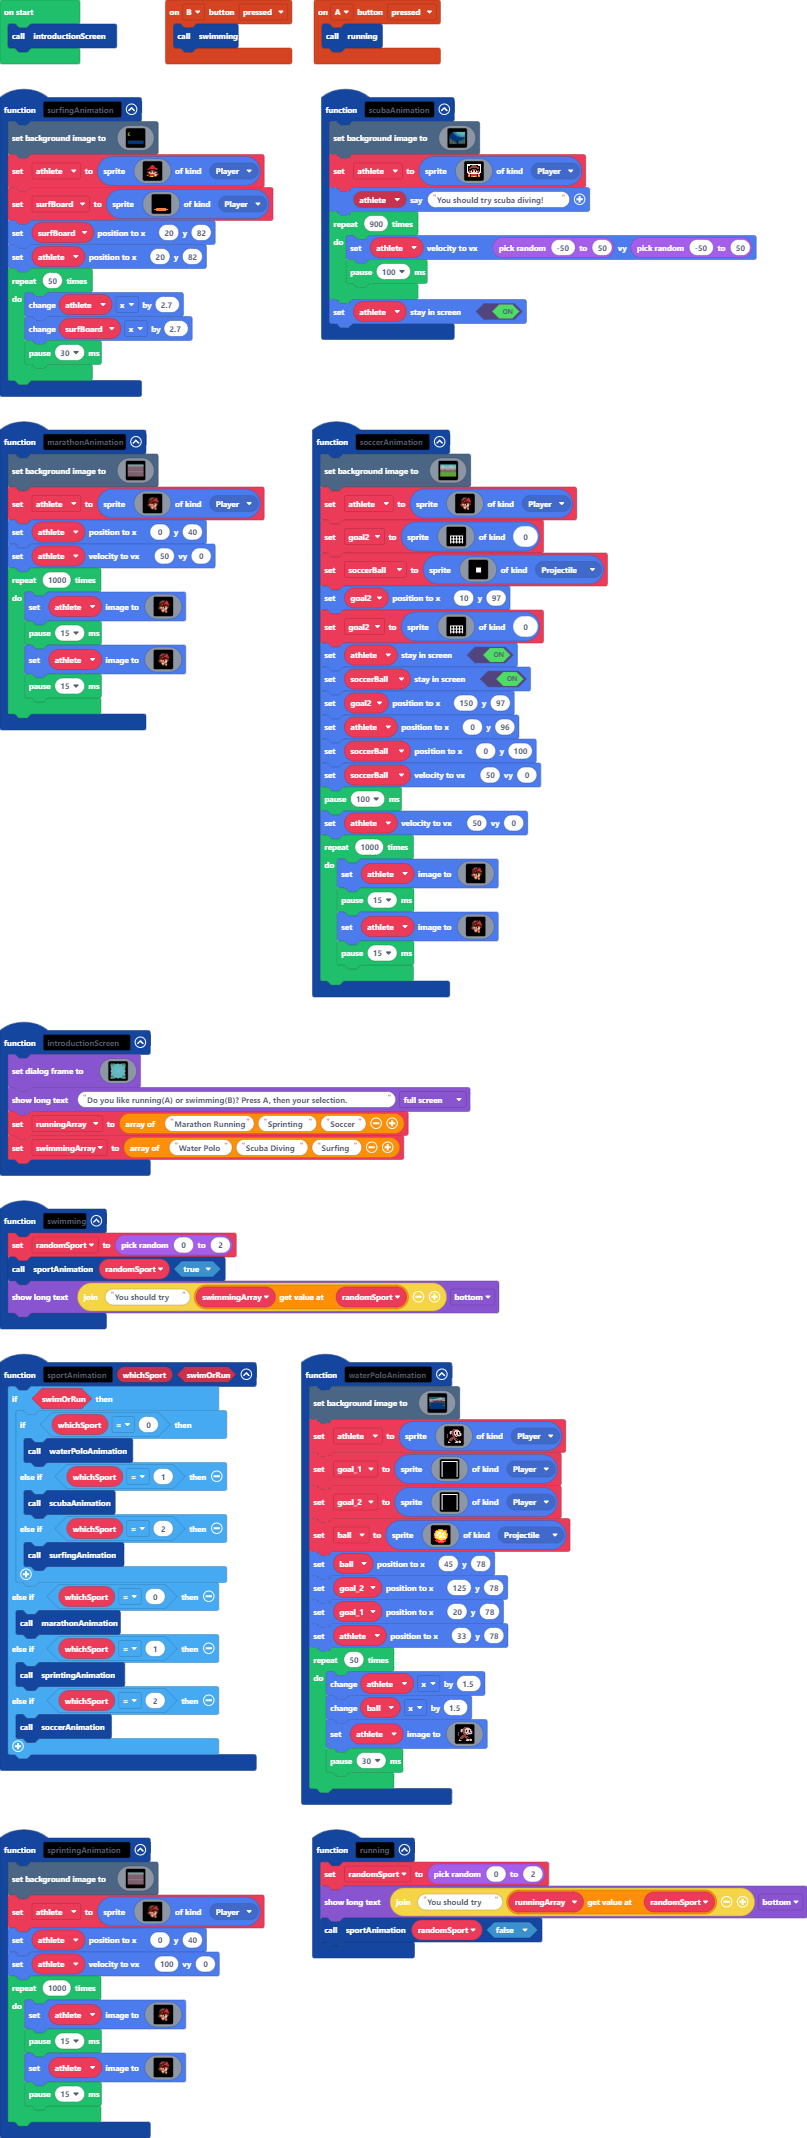 on start
call introductionScreen
on B button pressed
call swimming
on A button pressed
call running
function surfingAnimation
set background image to
set athlete to sprite of kind Player
set surfBoard to sprite of kind Player
set surfBoard position to x 20 y 82
set athlete position to x 20 y 82
repeat 50 times
do
change athlete x by 2.7
change surfBoard x by 2.7
pause 30 ms
function scubaAnimation
set background image to
set athlete to sprite of kind Player
athlete say "You should try scuba diving!"
repeat 900 times
do
set athlete velocity to vx pick random -50 to 50 vy pick random -50 to 50
pause 100 ms
set athlete stay in screen ON
function marathonAnimation
set background image to
set athlete to sprite of kind Player
set athlete position to x 0 y 40
set athlete velocity to vx 50 vy 0
repeat 1000 times
do
set athlete image to
pause 15 ms
set athlete image to
pause 15 ms
function soccerAnimation
set background image to
set athlete to sprite of kind Player
set goal2 to sprite of kind 0
set soccerBall to sprite of kind Projectile
set goal2 position to x 10 y 97
set goal2 to sprite of kind 0
set athlete stay in screen ON
set soccerBall stay in screen ON
set goal2 position to x 150 y 97
set athlete position to x 0 y 96
set soccerBall position to x 0 y 100
set soccerBall velocity to vx 50 vy 0
pause 100 ms
set athlete velocity to vx 50 vy 0
repeat 1000 times
do
set athlete image to
pause 15 ms
set athlete image to
pause 15 ms
function introductionScreen
set dialog frame to
show long text "Do you like running(A) or swimming(B)? Press A, then your selection." full screen
set runningArray to array of "Marathon Running" "Sprinting" "Soccer"
set swimmingArray to array of "Water Polo" "Scuba Diving" "Surfing"
function swimming
set randomSport to pick random 0 to 2
call sportAnimation randomSport true
show long text join "You should try " swimmingArray get value at randomSport bottom
function sportAnimation whichSport swimOrRun
if swimOrRun then
if whichSport = 0 then
call waterPoloAnimation
else if whichSport = 1 then
call scubaAnimation
else if whichSport = 2 then
call surfingAnimation
else if whichSport = 0 then
call marathonAnimation
else if whichSport = 1 then
call sprintingAnimation
else if whichSport = 2 then
call soccerAnimation
function waterPoloAnimation
set background image to
set athlete to sprite of kind Player
set goal_1 to sprite of kind Player
set goal_2 to sprite of kind Player
set ball to sprite of kind Projectile
set ball position to x 45 y 78
set goal_2 position to x 125 y 78
set goal_1 position to x 20 y 78
set athlete position to x 33 y 78
repeat 50 times
do
change athlete x by 1.5
change ball x by 1.5
set athlete image to
pause 30 ms
function sprintingAnimation
set background image to
set athlete to sprite of kind Player
set athlete position to x 0 y 40
set athlete velocity to vx 100 vy 0
repeat 1000 times
do
set athlete image to
pause 15 ms
set athlete image to
pause 15 ms
function running
set randomSport to pick random 0 to 2
show long text join "You should try " runningArray get value at randomSport bottom
call sportAnimation randomSport false